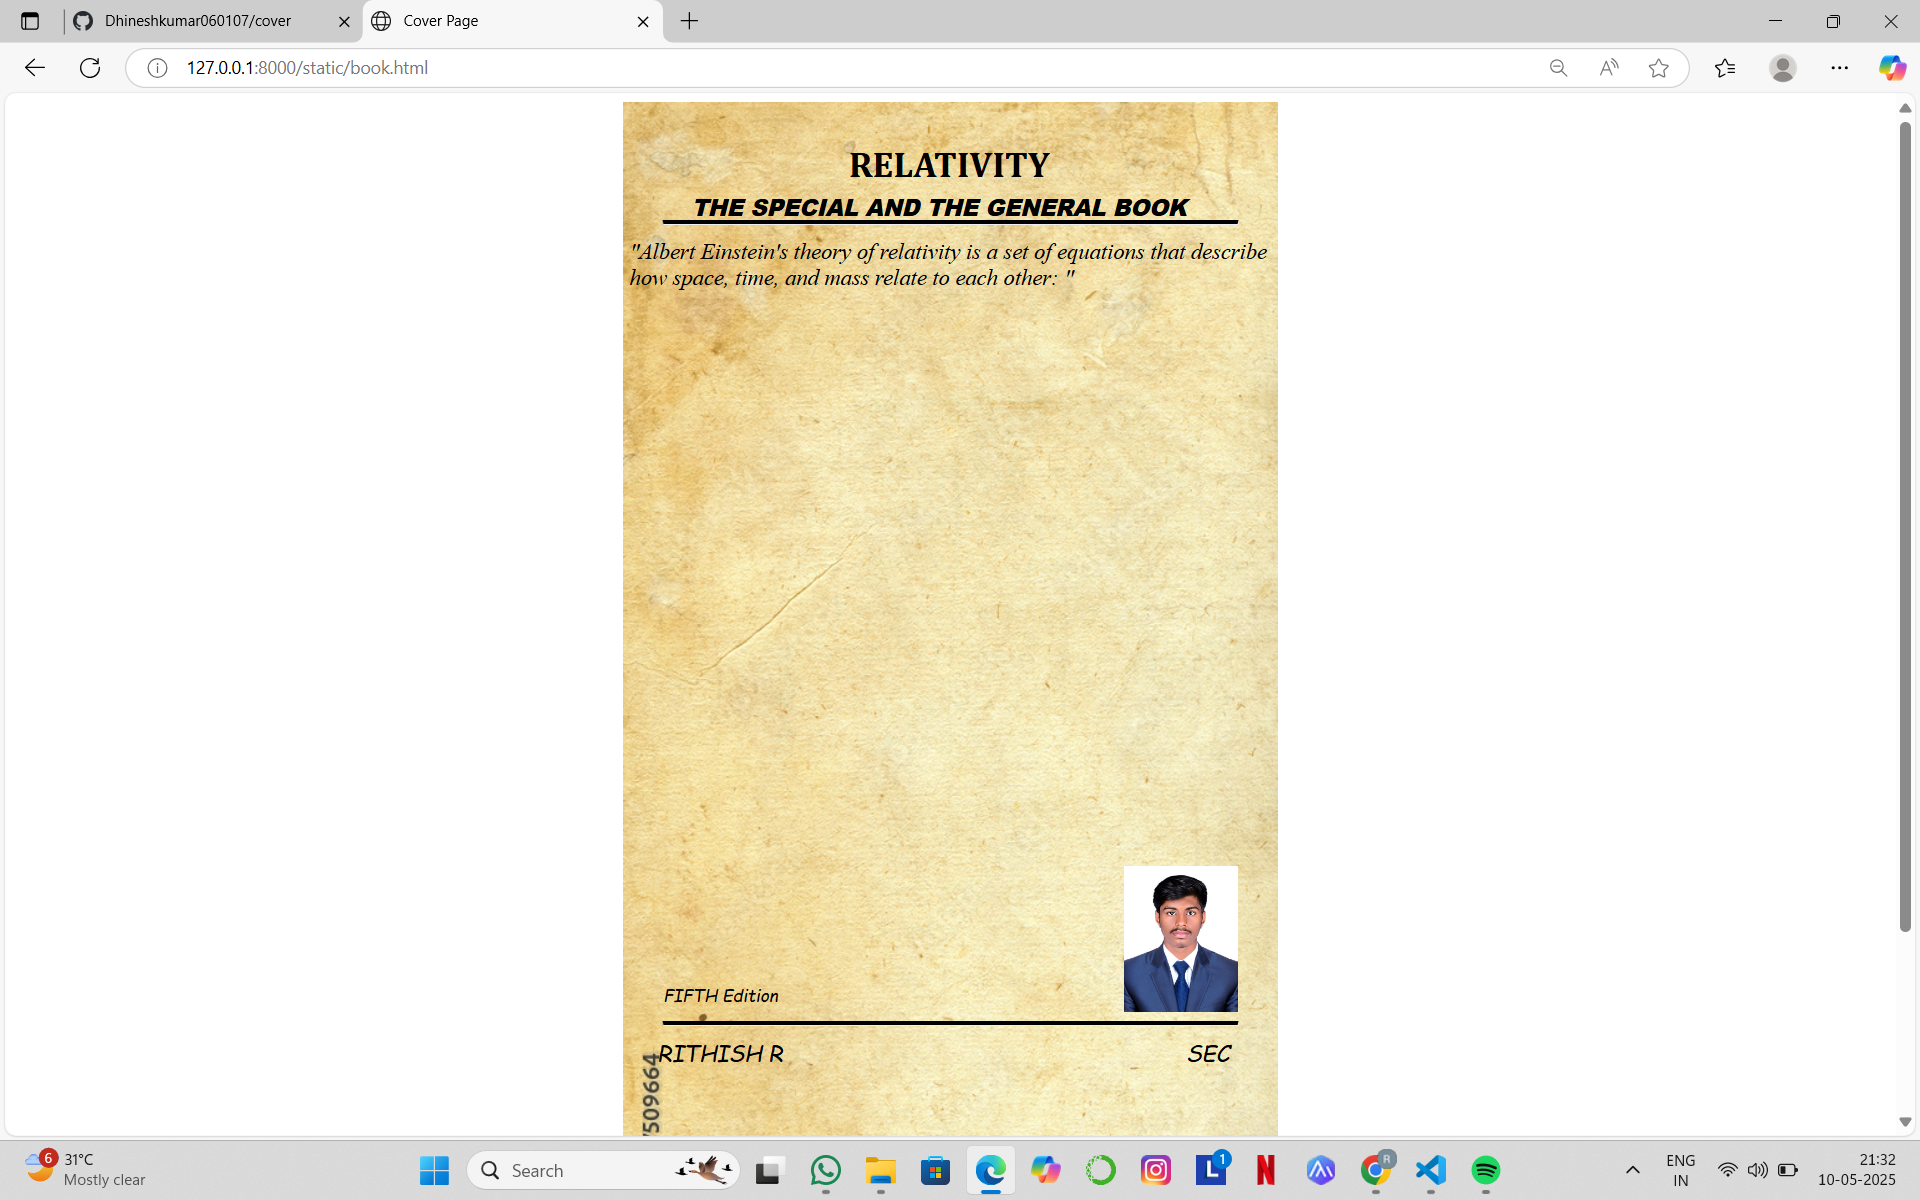 Dhineshkumar060107/cover
Cover Page
127.0.0.1:8000/static/book.html
RELATIVITY
THE SPECIAL AND THE GENERAL BOOK
"Albert Einstein's theory of relativity is a set of equations that describe
how space, time, and mass relate to each other: "
FIFTH Edition
RITHISH R
SEC
509664
6
31°C
Mostly clear
Search
L
1
N
R
ENG
IN
21:32
10-05-2025